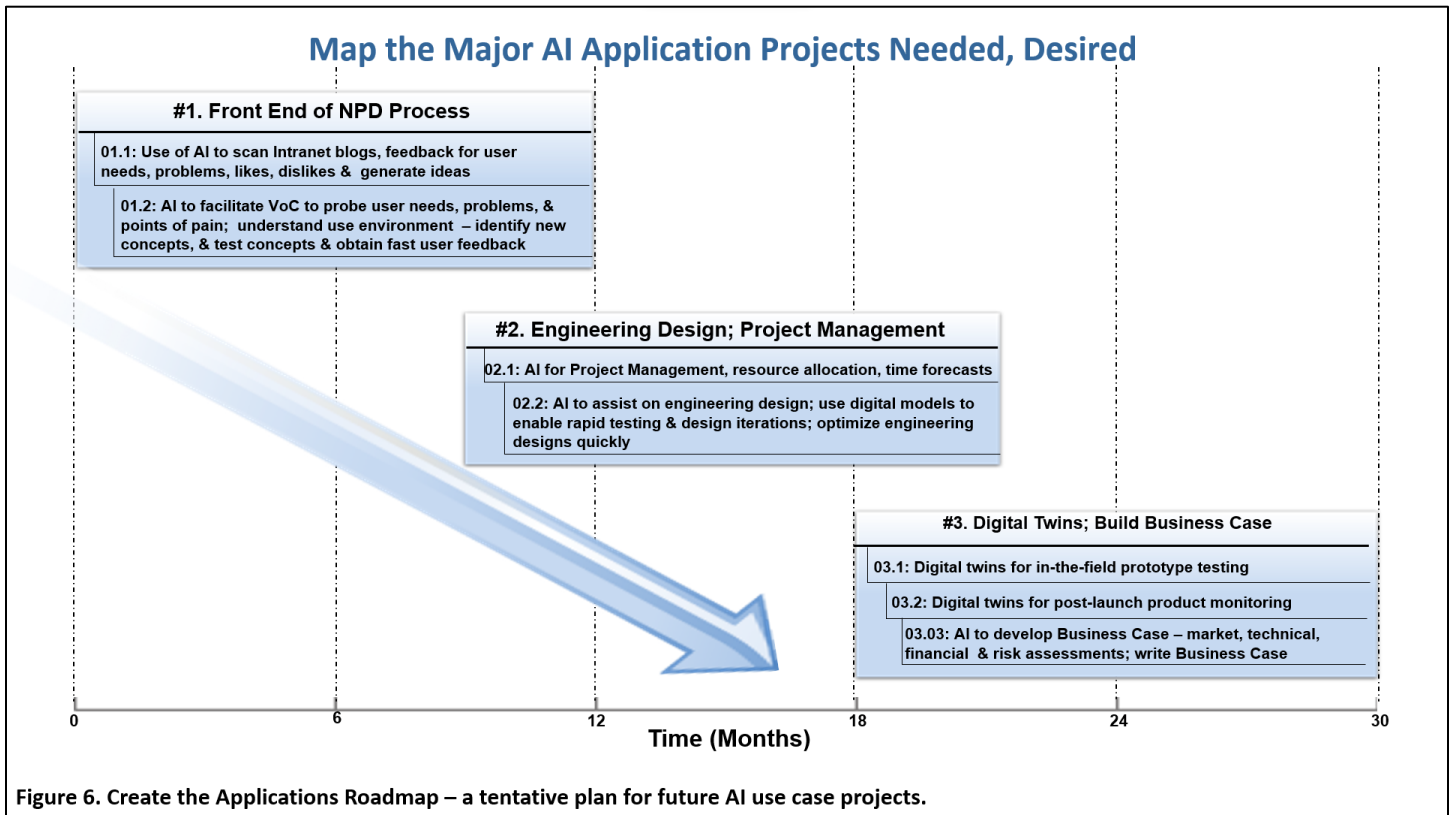 Map the Major AI Application Projects Needed, Desired
#1. Front End of NPD Process
01.1: Use of AI to scan Intranet blogs, feedback for user
needs, problems, likes, dislikes & generate ideas
01.2: AI to facilitate VoC to probe user needs, problems, &
points of pain; understand use environment – identify new
concepts, & test concepts & obtain fast user feedback
#2. Engineering Design; Project Management
02.1: AI for Project Management, resource allocation, time forecasts
02.2: AI to assist on engineering design; use digital models to
enable rapid testing & design iterations; optimize engineering
designs quickly
#3. Digital Twins; Build Business Case
03.1: Digital twins for in-the-field prototype testing
03.2: Digital twins for post-launch product monitoring
03.03: AI to develop Business Case – market, technical,
financial & risk assessments; write Business Case
0 6 12 18 24 30
Time (Months)
Figure 6. Create the Applications Roadmap – a tentative plan for future AI use case projects.